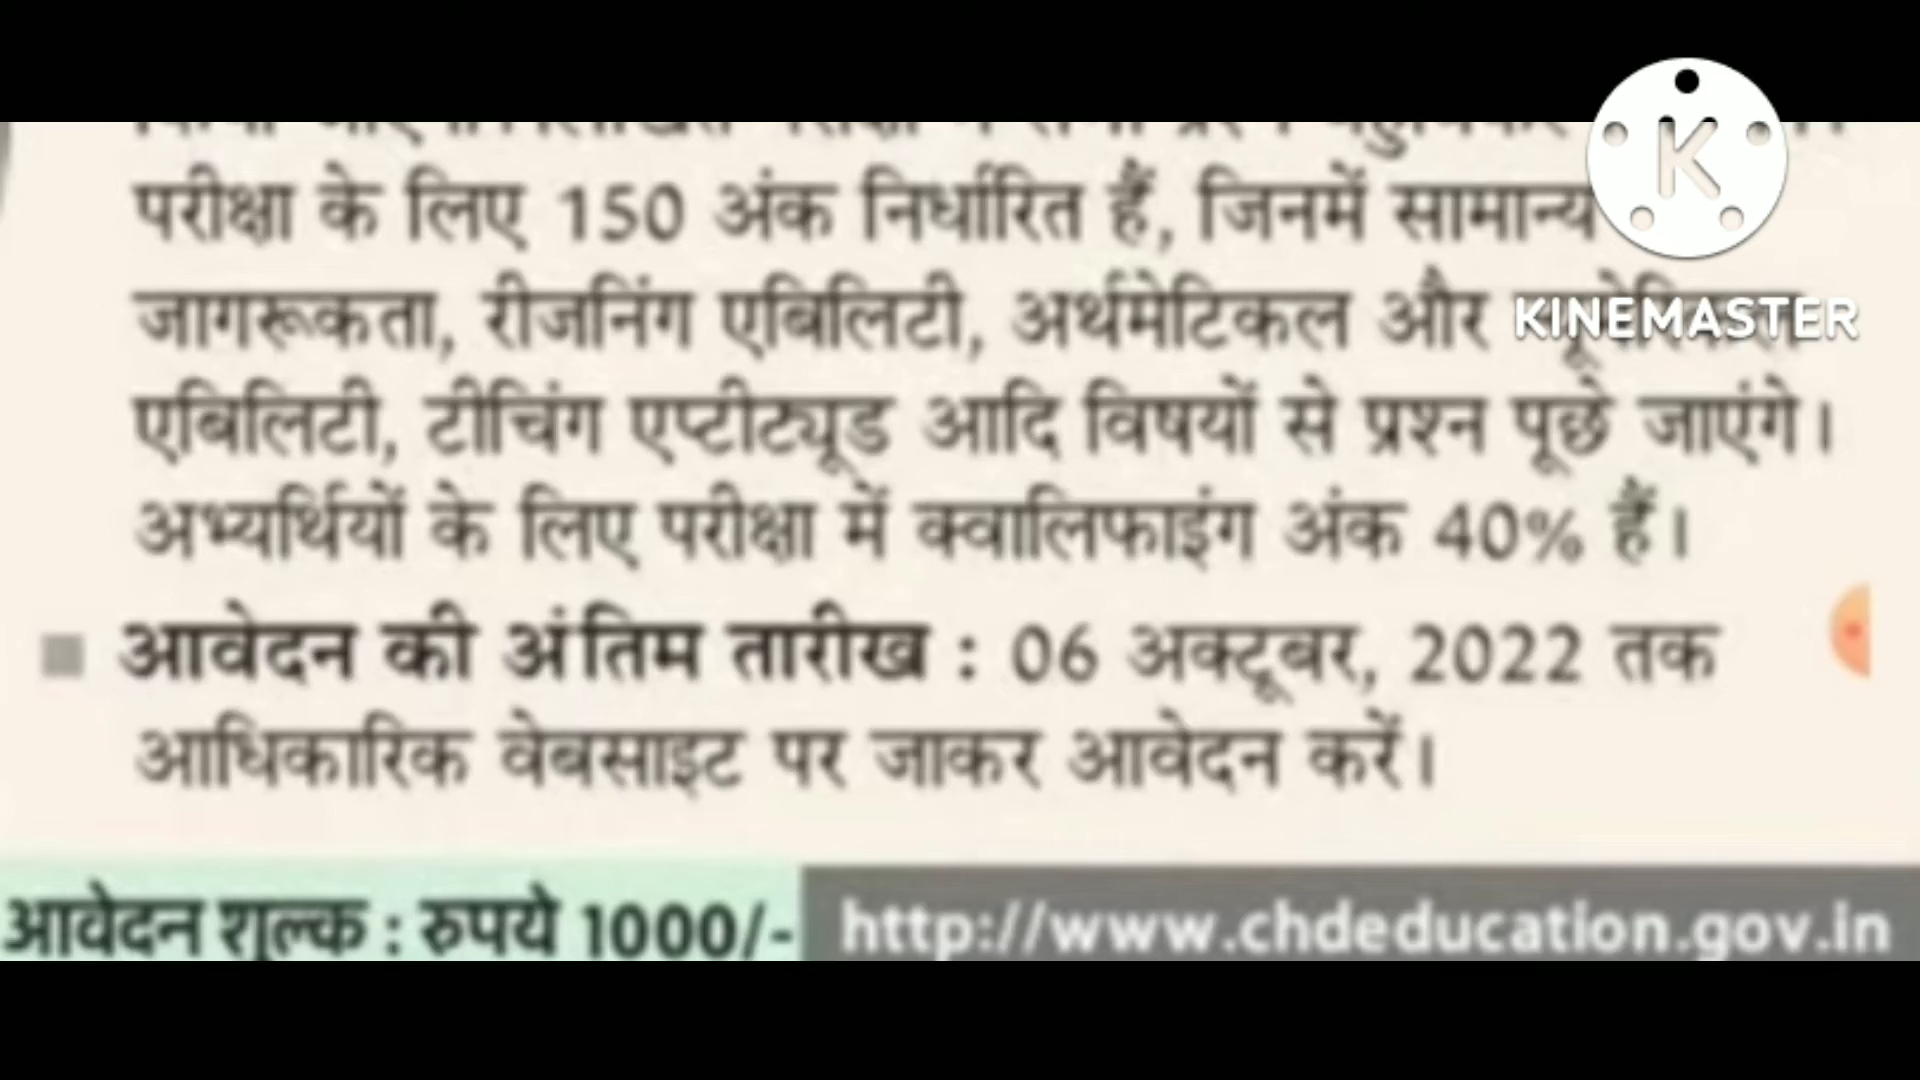 परीक्षा के लिए 150 अंक निर्धारित हैं, जिनमें सामान्य
जागरूकता, रीजनिंग एबिलिटी, अर्थमेटिकल और
KINEMASTER
एबिलिटी, टीचिंग एप्टीट्यूड आदि विषयों से प्रश्न पूछे जाएंगे।
अभ्यर्थियों के लिए परीक्षा में क्वालिफाइंग अंक 40% हैं।
आवेदन की अंतिम तारीख : 06 अक्टूबर, 2022 तक
आधिकारिक वेबसाइट पर जाकर आवेदन करें।
आवेदन शुल्क : रुपये 1000/-
http://www.chdeducation.gov.in